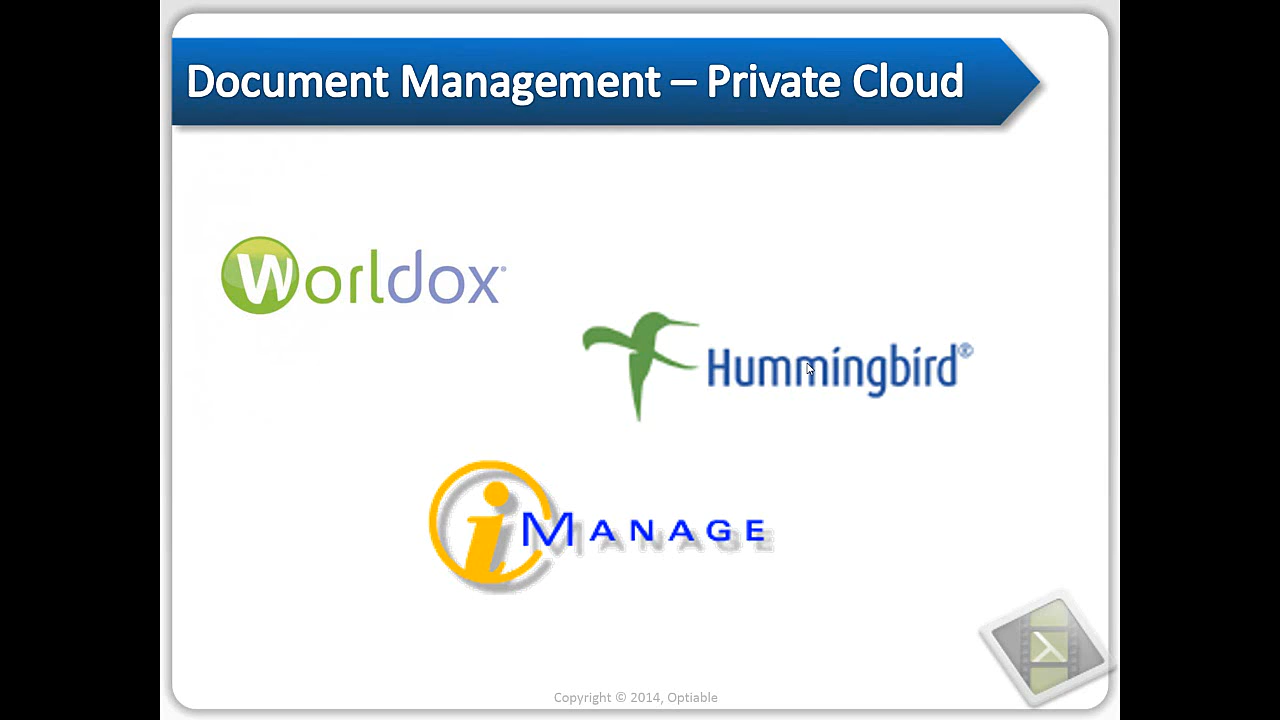 Document Management – Private Cloud
Worldox®
Hummingbird®
iMANAGE
Copyright © 2014, Optiable